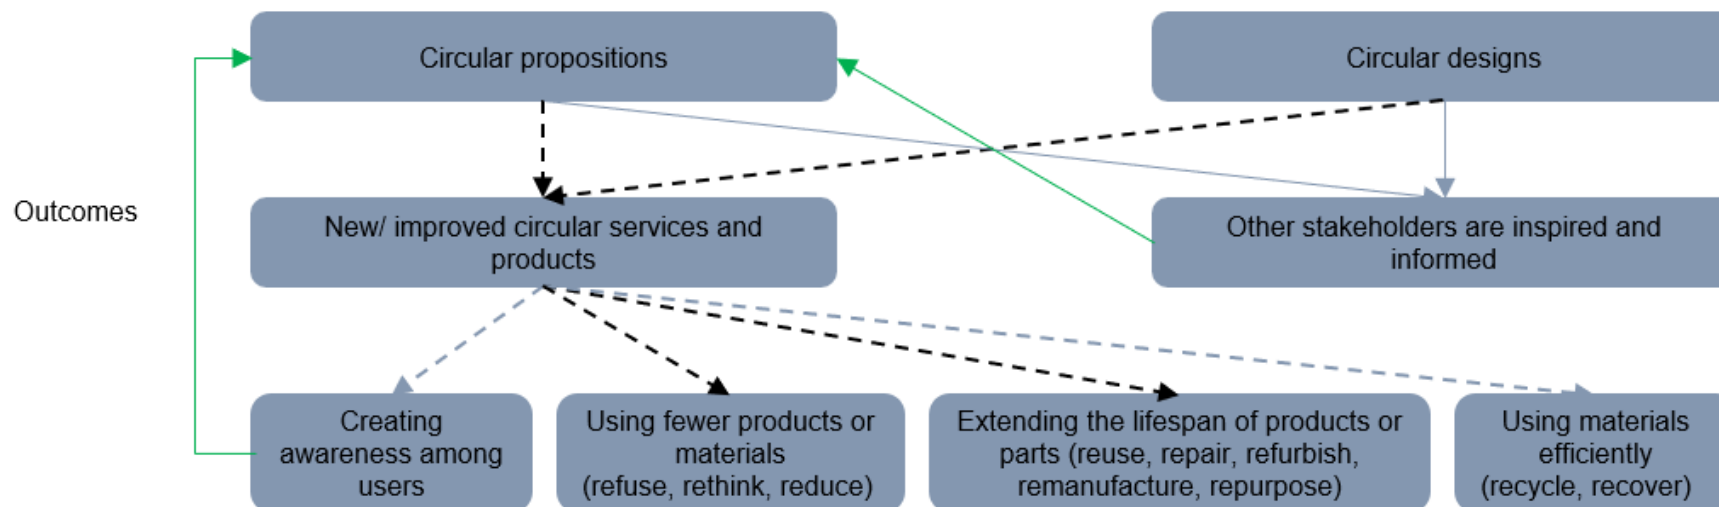 Circular propositions
Circular designs
Outcomes
New/ improved circular services and
products
Other stakeholders are inspired and
informed
Creating
awareness among
users
Using fewer products or
materials
(refuse, rethink, reduce)
Extending the lifespan of products or
parts (reuse, repair, refurbish,
remanufacture, repurpose)
Using materials
efficiently
(recycle, recover)